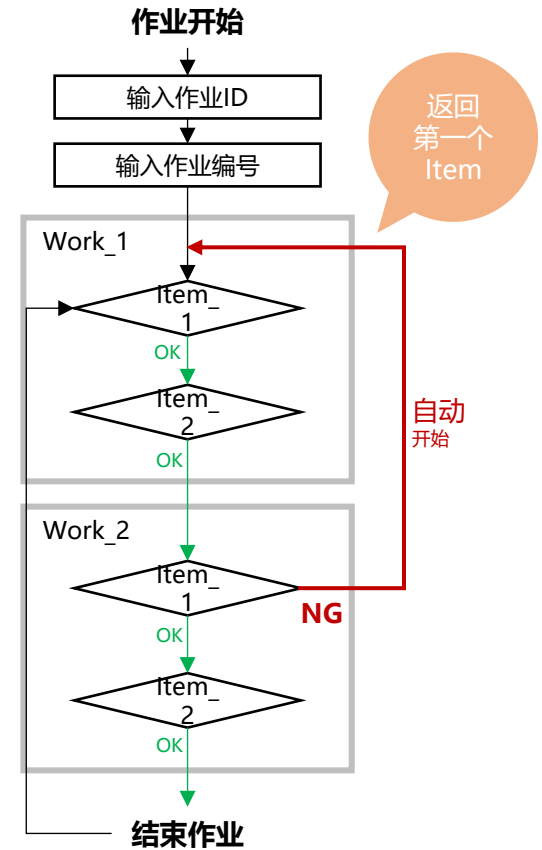 作业开始
输入作业ID
输入作业编号
返回
第一个
Item
Work_1
Item_
1
OK
Item_
2
OK
自动
开始
Work_2
Item_
1
NG
OK
Item_
2
OK
结束作业